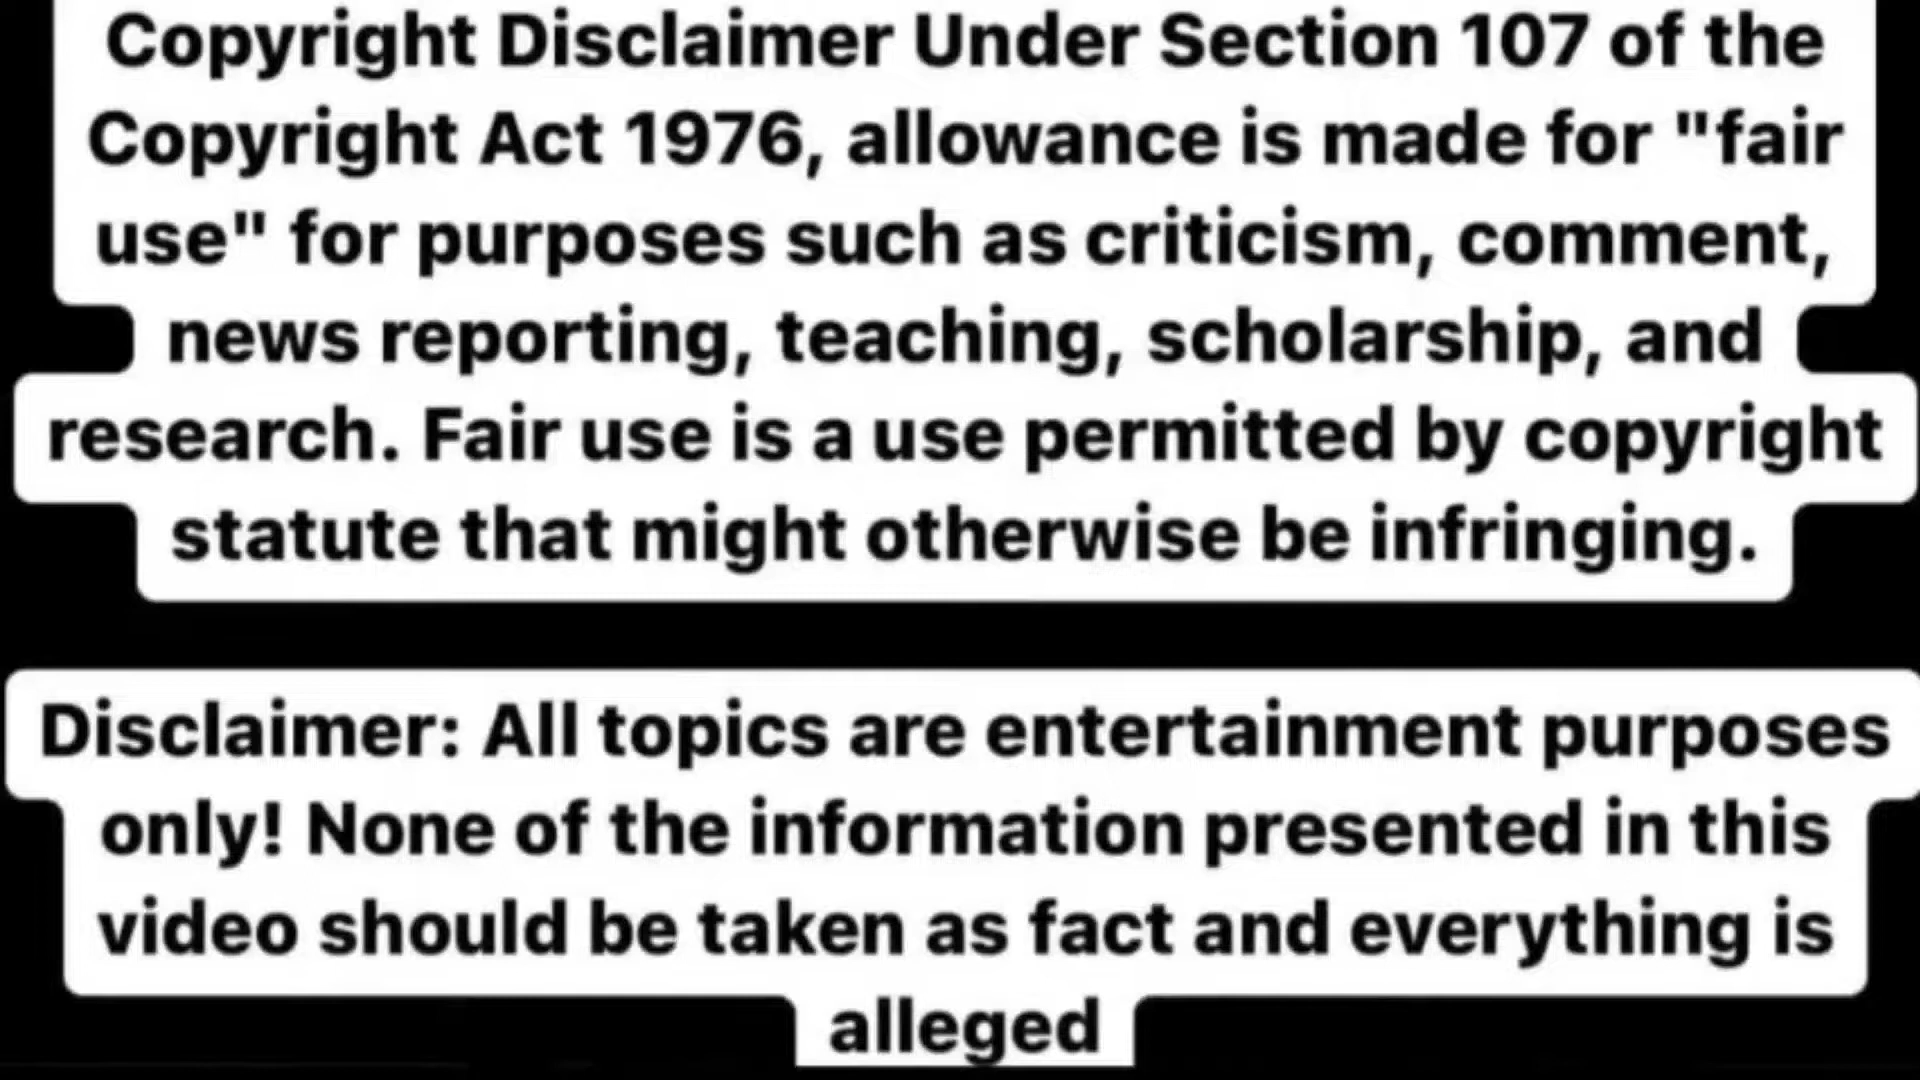 Copyright Disclaimer Under Section 107 of the
Copyright Act 1976, allowance is made for "fair
use" for purposes such as criticism, comment,
news reporting, teaching, scholarship, and
research. Fair use is a use permitted by copyright
statute that might otherwise be infringing.
Disclaimer: All topics are entertainment purposes
only! None of the information presented in this
video should be taken as fact and everything is
alleged